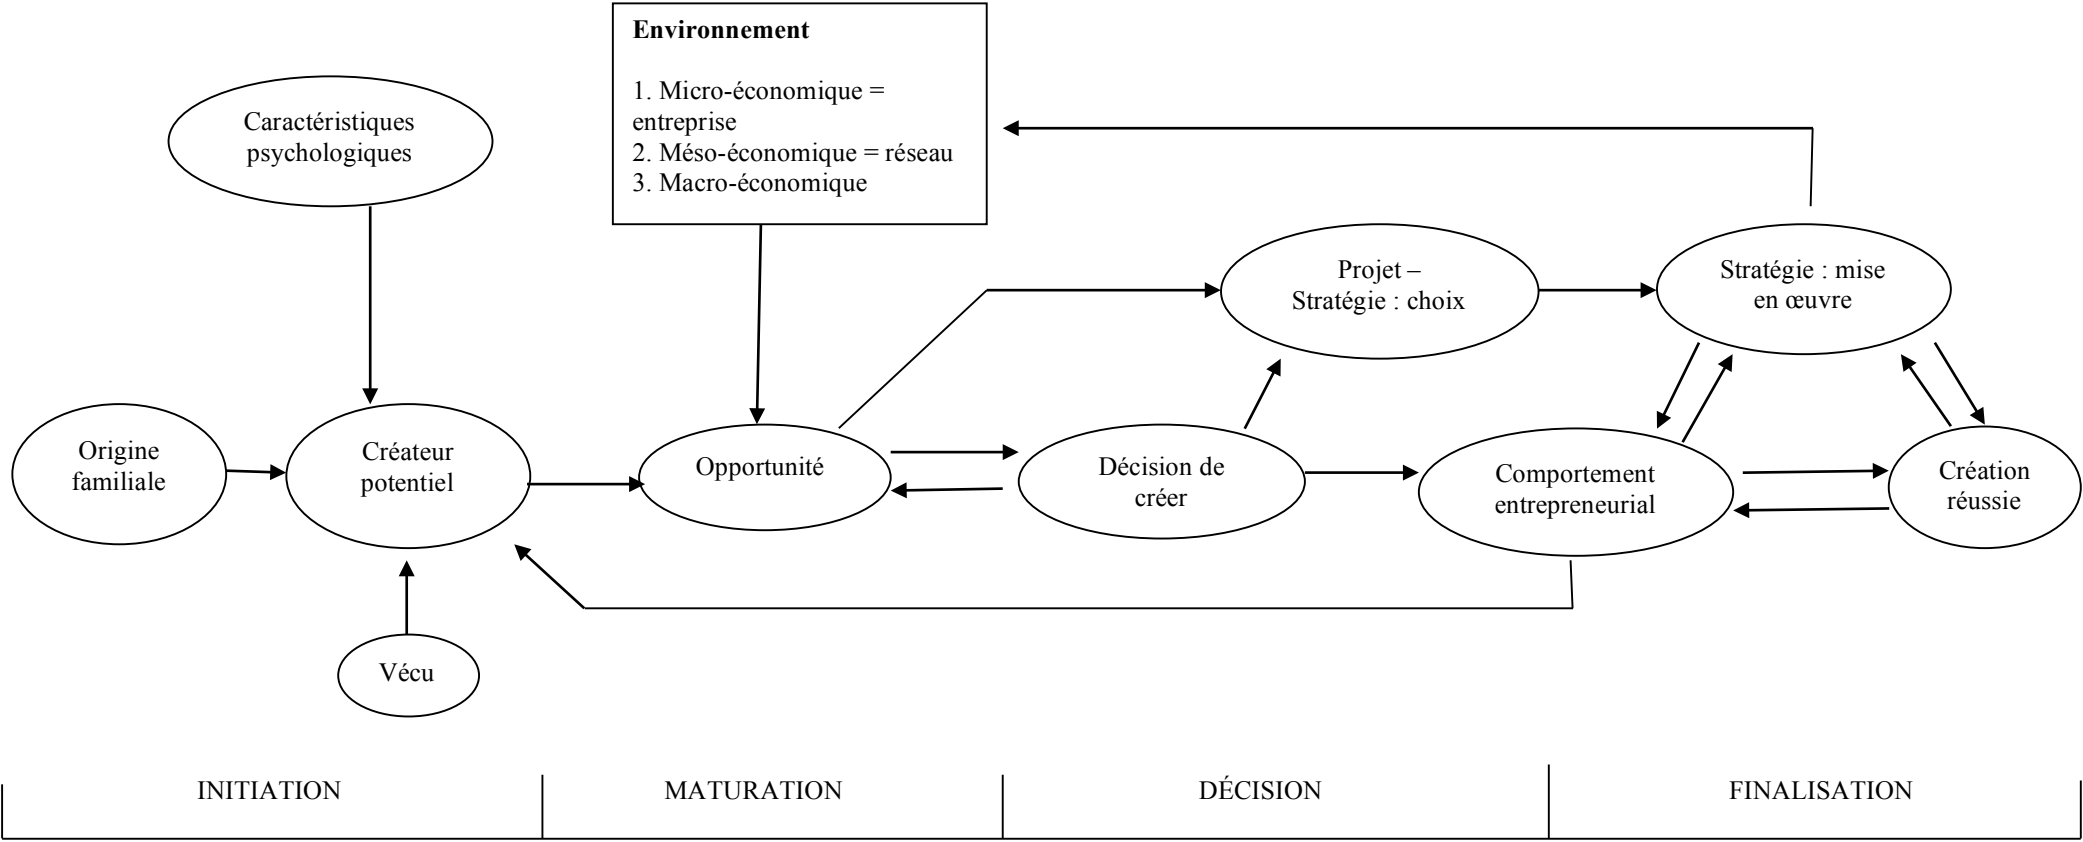 Environnement
1. Micro-économique =
entreprise
2. Méso-économique = réseau
3. Macro-économique
Caractéristiques
psychologiques
Projet –
Stratégie : choix
Stratégie : mise
en œuvre
Origine
familiale
Créateur
potentiel
Opportunité
Décision de
créer
Comportement
entrepreneurial
Création
réussie
Vécu
INITIATION
MATURATION
DÉCISION
FINALISATION